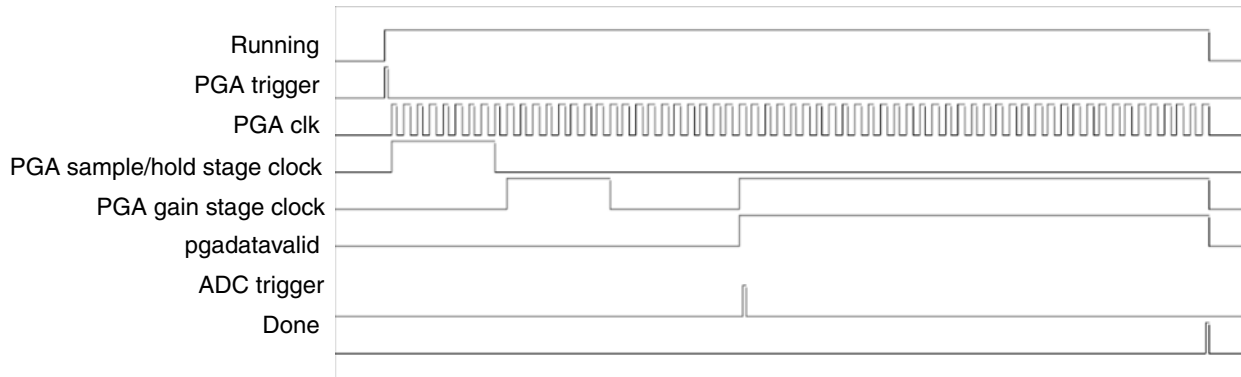 Running
PGA trigger
PGA clk
PGA sample/hold stage clock
PGA gain stage clock
pgadatavalid
ADC trigger
Done